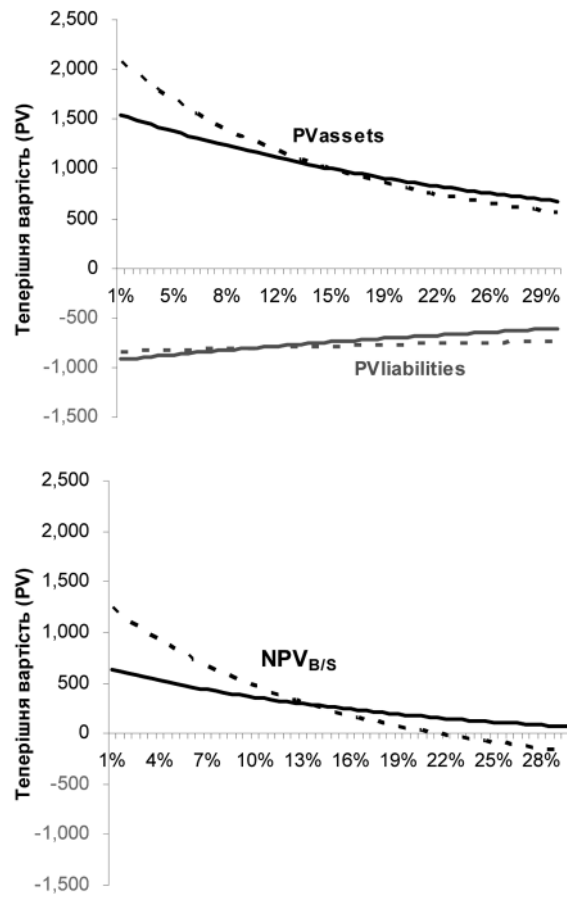 Теперішня вартість (PV)
2,500
2,000
1,500
1,000
500
0
-500
-1,000
-1,500
1% 5% 8% 12% 15% 19% 22% 26% 29%
PVassets
PVliabilities
Теперішня вартість (PV)
2,500
2,000
1,500
1,000
500
0
-500
-1,000
-1,500
1% 4% 7% 10% 13% 16% 19% 22% 25% 28%
NPVB/S